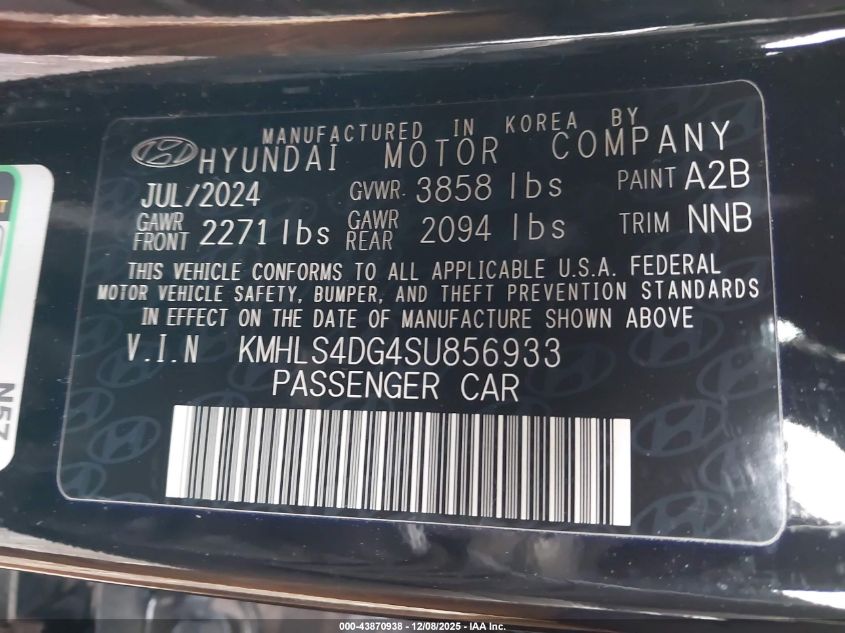 MANUFACTURED IN KOREA BY
HYUNDAI MOTOR COMPANY
JUL/2024 GVWR 3858 lbs PAINT A2B
GAWR FRONT 2271 lbs GAWR REAR 2094 lbs TRIM NNB
THIS VEHICLE CONFORMS TO ALL APPLICABLE U.S.A. FEDERAL
MOTOR VEHICLE SAFETY, BUMPER, AND THEFT PREVENTION STANDARDS
IN EFFECT ON THE DATE OF MANUFACTURE SHOWN ABOVE
V.I.N KMHLS4DG4SU856933
PASSENGER CAR
N57
000-43870938 - 12/08/2025 - IAA Inc.